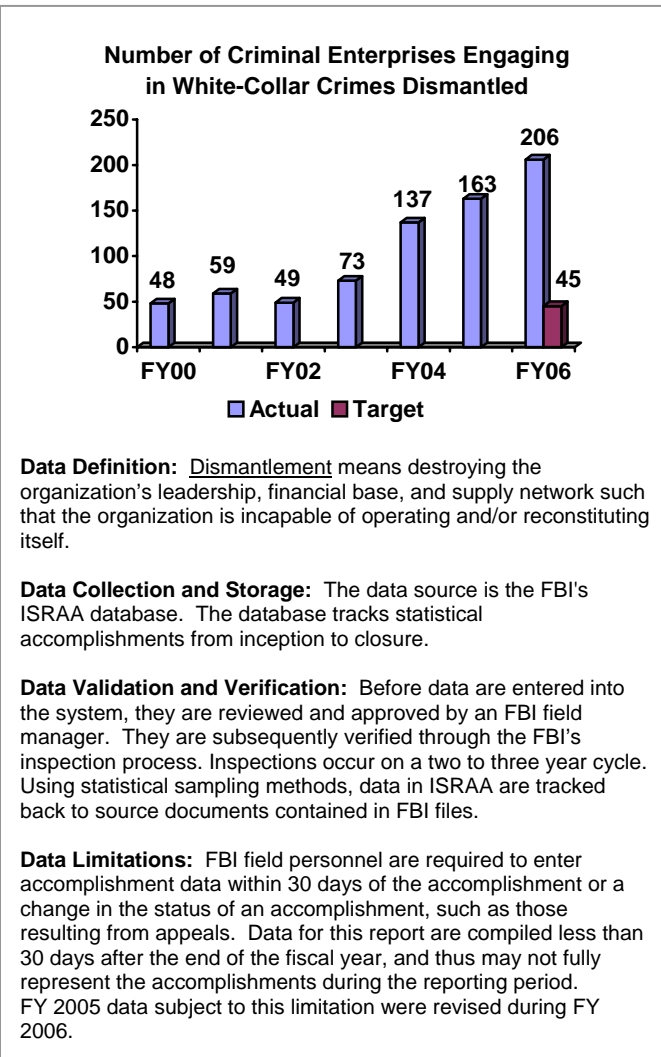 Number of Criminal Enterprises Engaging
in White-Collar Crimes Dismantled
250
200
150
100
50
0
48
59
49
73
137
163
206
45
FY00 FY02 FY04 FY06
Actual Target
Data Definition: Dismantlement means destroying the
organization’s leadership, financial base, and supply network such
that the organization is incapable of operating and/or reconstituting
itself.
Data Collection and Storage: The data source is the FBI's
ISRAA database. The database tracks statistical
accomplishments from inception to closure.
Data Validation and Verification: Before data are entered into
the system, they are reviewed and approved by an FBI field
manager. They are subsequently verified through the FBI’s
inspection process. Inspections occur on a two to three year cycle.
Using statistical sampling methods, data in ISRAA are tracked
back to source documents contained in FBI files.
Data Limitations: FBI field personnel are required to enter
accomplishment data within 30 days of the accomplishment or a
change in the status of an accomplishment, such as those
resulting from appeals. Data for this report are compiled less than
30 days after the end of the fiscal year, and thus may not fully
represent the accomplishments during the reporting period.
FY 2005 data subject to this limitation were revised during FY
2006.